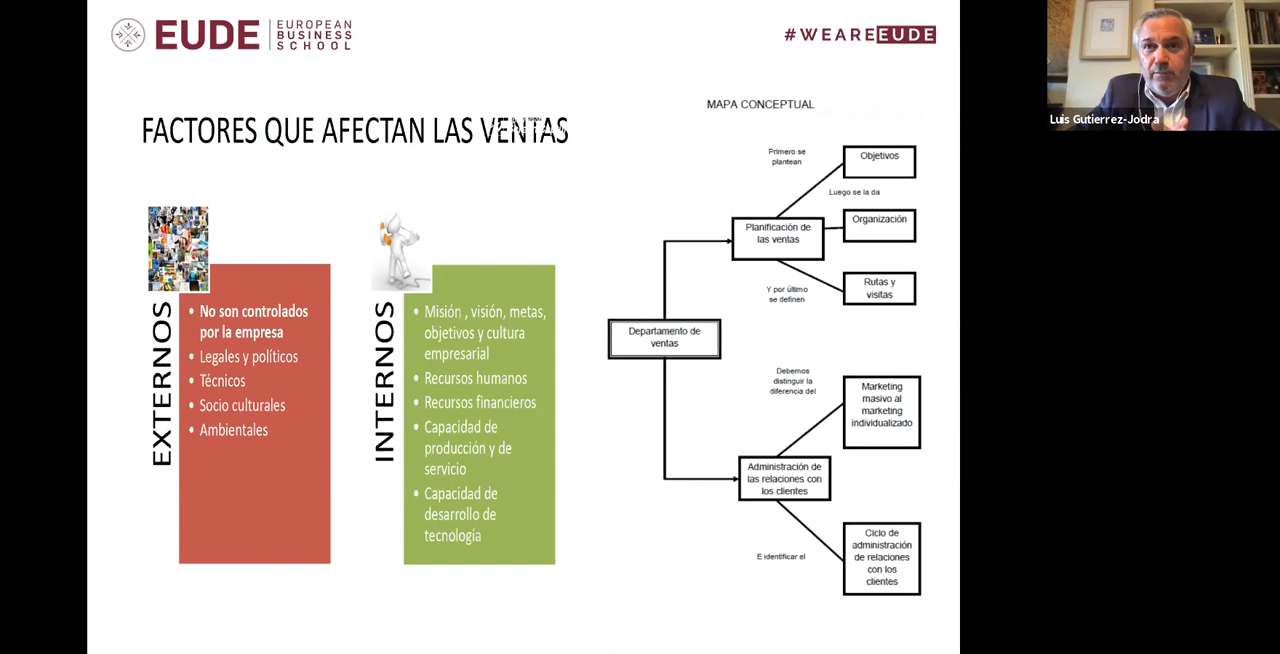 EUDE
EUROPEAN
BUSINESS
SCHOOL
#WEAREEUDE
Luis Gutierrez-Jodra
FACTORES QUE AFECTAN LAS VENTAS
EXTERNOS
• No son controlados
por la empresa
• Legales y políticos
• Técnicos
• Socio culturales
• Ambientales
INTERNOS
• Misión , visión, metas,
objetivos y cultura
empresarial
• Recursos humanos
• Recursos financieros
• Capacidad de
producción y de
servicio
• Capacidad de
desarrollo de
tecnología
MAPA CONCEPTUAL
Primero se
plantean
Objetivos
Luego se la da
Planificación de
las ventas
Organización
Y por último
se definen
Rutas y
visitas
Departamento de
ventas
Debemos
distinguir la
diferencia del
Marketing
masivo al
marketing
individualizado
Administración de
las relaciones con
los clientes
E identificar el
Ciclo de
administración
de relaciones
con los
clientes